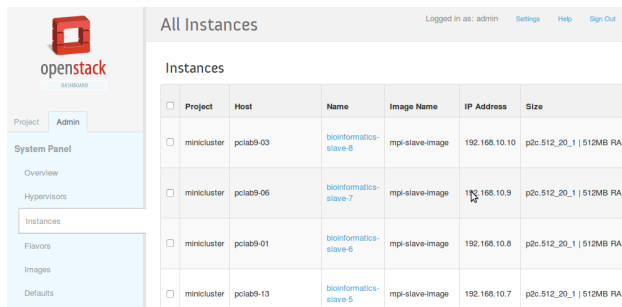 All Instances
Logged in as: admin Settings Help Sign Out
openstack
DASHBOARD
Project Admin
System Panel
Overview
Hypervisors
Instances
Flavors
Images
Defaults
Instances
Project Host Name Image Name IP Address Size
minicluster pclab9-03 bioinformatics-slave-8 mpi-slave-image 192.168.10.10 p2c.512_20_1 | 512MB RA
minicluster pclab9-06 bioinformatics-slave-7 mpi-slave-image 192.168.10.9 p2c.512_20_1 | 512MB RA
minicluster pclab9-01 bioinformatics-slave-6 mpi-slave-image 192.168.10.8 p2c.512_20_1 | 512MB RA
minicluster pclab9-13 bioinformatics-slave-5 mpi-slave-image 192.168.10.7 p2c.512_20_1 | 512MB RA